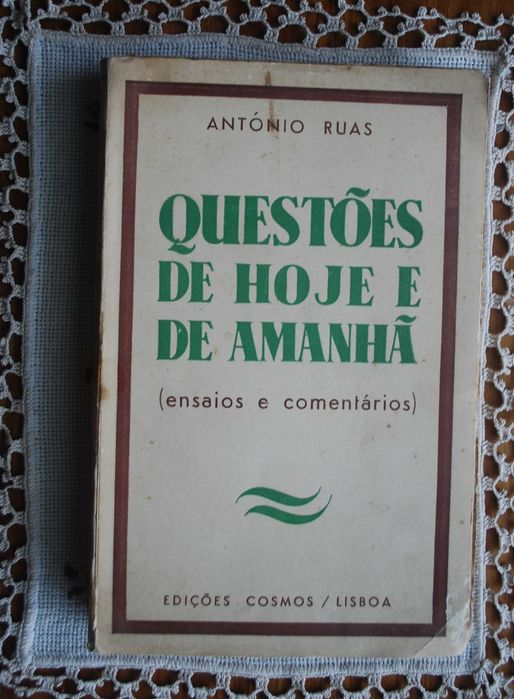 ANTÓNIO RUAS
QUESTÕES
DE HOJE E
DE AMANHÃ
(ensaios e comentários)
EDIÇÕES COSMOS / LISBOA